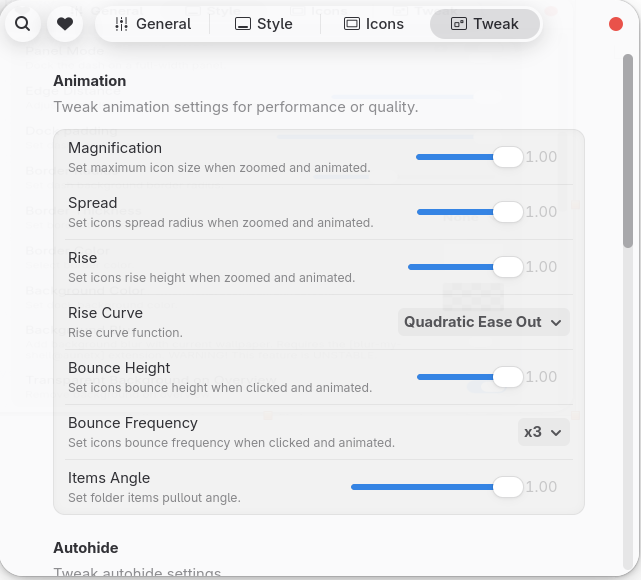 General
Style
Icons
Tweak
Animation
Tweak animation settings for performance or quality.
Magnification
Set maximum icon size when zoomed and animated.
1.00
Spread
Set icons spread radius when zoomed and animated.
1.00
Rise
Set icons rise height when zoomed and animated.
1.00
Rise Curve
Rise curve function.
Quadratic Ease Out
Bounce Height
Set icons bounce height when clicked and animated.
1.00
Bounce Frequency
Set icons bounce frequency when clicked and animated.
x3
Items Angle
Set folder items pullout angle.
1.00
Autohide
Tweak autohide settings